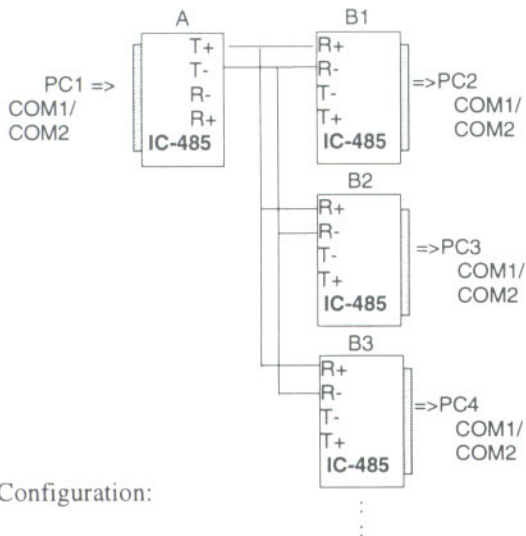 A
T+
T-
R-
R+
IC-485
PC1 =>
COM1/
COM2
B1
R+
R-
T-
T+
IC-485
=>PC2
COM1/
COM2
B2
R+
R-
T-
T+
IC-485
=>PC3
COM1/
COM2
B3
R+
R-
T-
T+
IC-485
=>PC4
COM1/
COM2
Configuration: